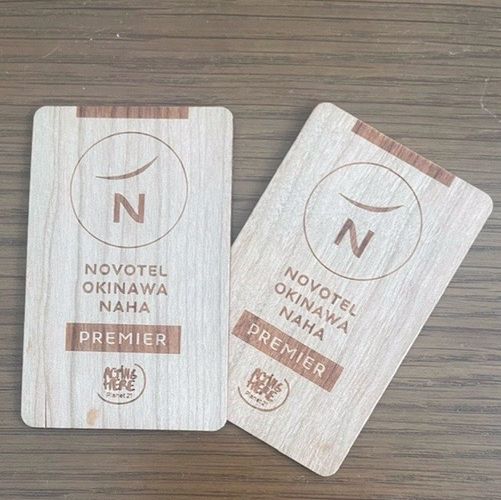 N
NOVOTEL
OKINAWA
NAHA
PREMIER
ACTING
HERE
Planet 21
N
NOVOTEL
OKINAWA
NAHA
PREMIER
ACTING
HERE
Planet 21